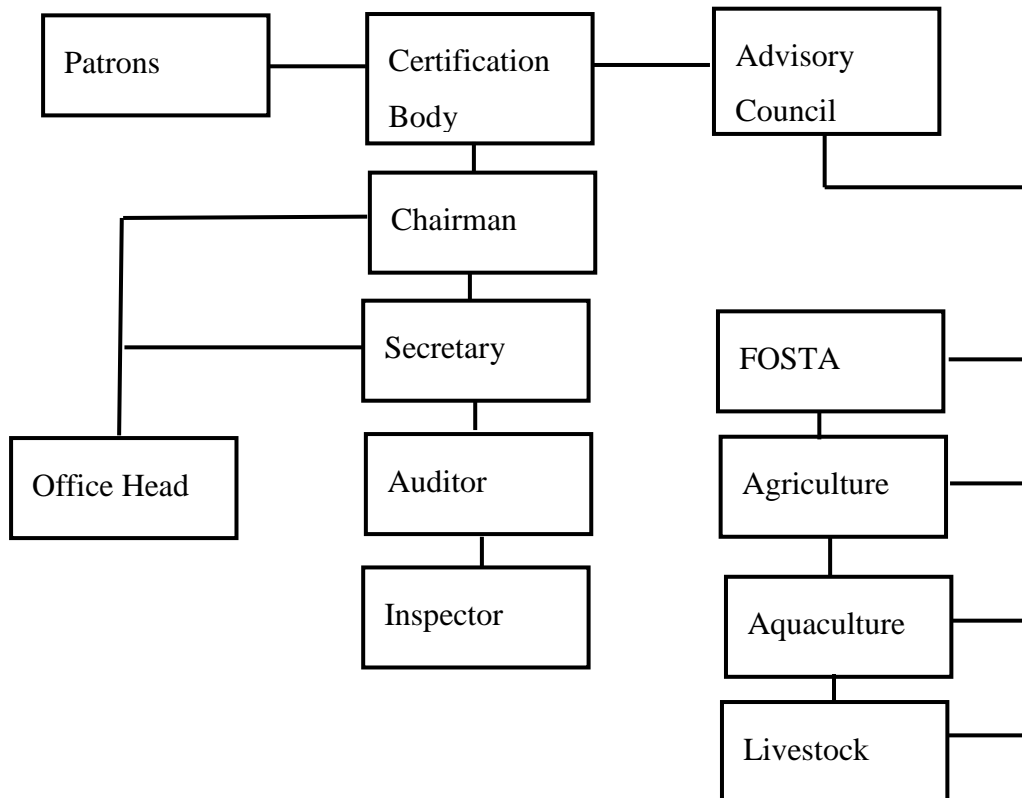 Patrons
Certification
Body
Advisory
Council
Chairman
Secretary
FOSTA
Office Head
Auditor
Agriculture
Inspector
Aquaculture
Livestock